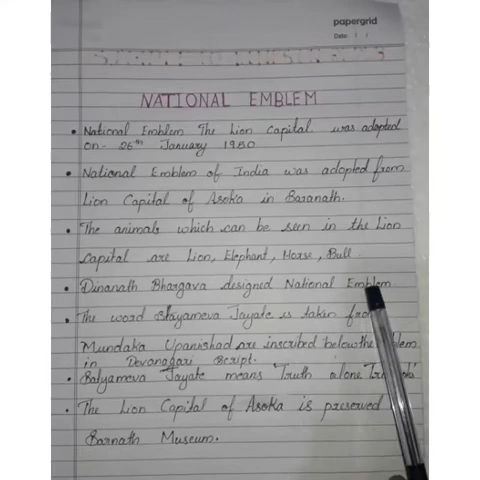 papergrid
Date: / /
NATIONAL EMBLEM
• National Emblem The Lion Capital was adopted
on - 26th January 1950
• National Emblem of India was adopted from
Lion Capital of Asoka in Saranath.
• The animals which can be seen in the Lion
Capital are Lion, Elephant, Horse, Bull
• Dinanath Bhargava designed National Emblem
• The word Satyameva Jayate is taken from
Mundaka Upanishad are inscribed below the emblem
in Devanagari Script.
• Satyameva Jayate means 'Truth alone
• The Lion Capital of Asoka is preserved
Sarnath Museum.